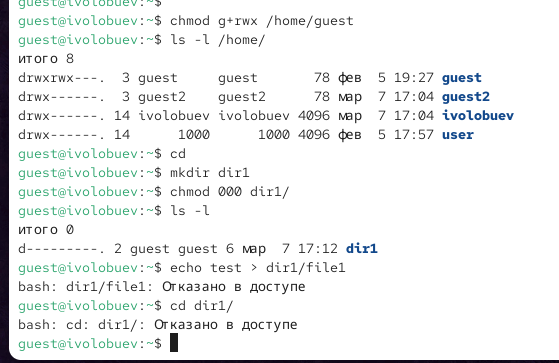 guest@ivolobuev:~$
guest@ivolobuev:~$ chmod g+rwx /home/guest
guest@ivolobuev:~$ ls -l /home/
итого 8
drwxrwx---.  3 guest     guest       78 фев  5 19:27 guest
drwx------.  3 guest2    guest2      78 мар  7 17:04 guest2
drwx------. 14 ivolobuev ivolobuev 4096 мар  7 17:04 ivolobuev
drwx------. 14      1000      1000 4096 фев  5 17:57 user
guest@ivolobuev:~$ cd
guest@ivolobuev:~$ mkdir dir1
guest@ivolobuev:~$ chmod 000 dir1/
guest@ivolobuev:~$ ls -l
итого 0
d---------. 2 guest guest 6 мар  7 17:12 dir1
guest@ivolobuev:~$ echo test > dir1/file1
bash: dir1/file1: Отказано в доступе
guest@ivolobuev:~$ cd dir1/
bash: cd: dir1/: Отказано в доступе
guest@ivolobuev:~$